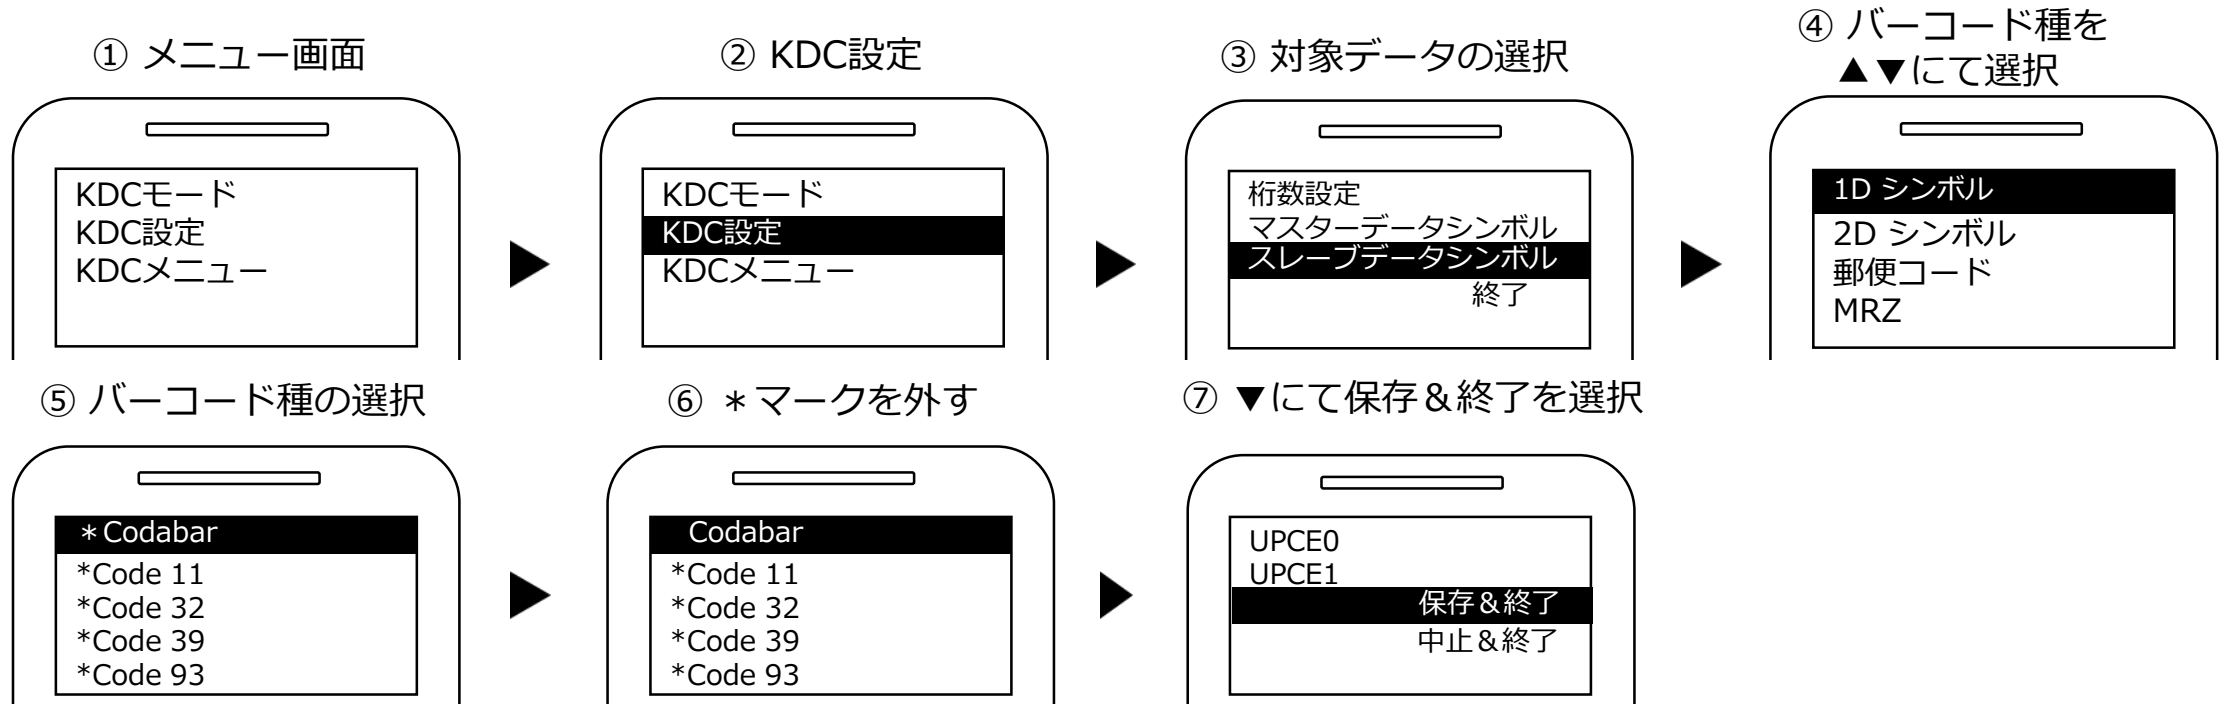 ① メニュー画面
KDCモード
KDC設定
KDCメニュー
② KDC設定
KDCモード
KDC設定
KDCメニュー
③ 対象データの選択
桁数設定
マスターデータシンボル
スレーブデータシンボル
終了
④ バーコード種を
▲▼にて選択
1D シンボル
2D シンボル
郵便コード
MRZ
⑤ バーコード種の選択
＊Codabar
*Code 11
*Code 32
*Code 39
*Code 93
⑥ ＊マークを外す
Codabar
*Code 11
*Code 32
*Code 39
*Code 93
⑦ ▼にて保存＆終了を選択
UPCE0
UPCE1
保存＆終了
中止＆終了